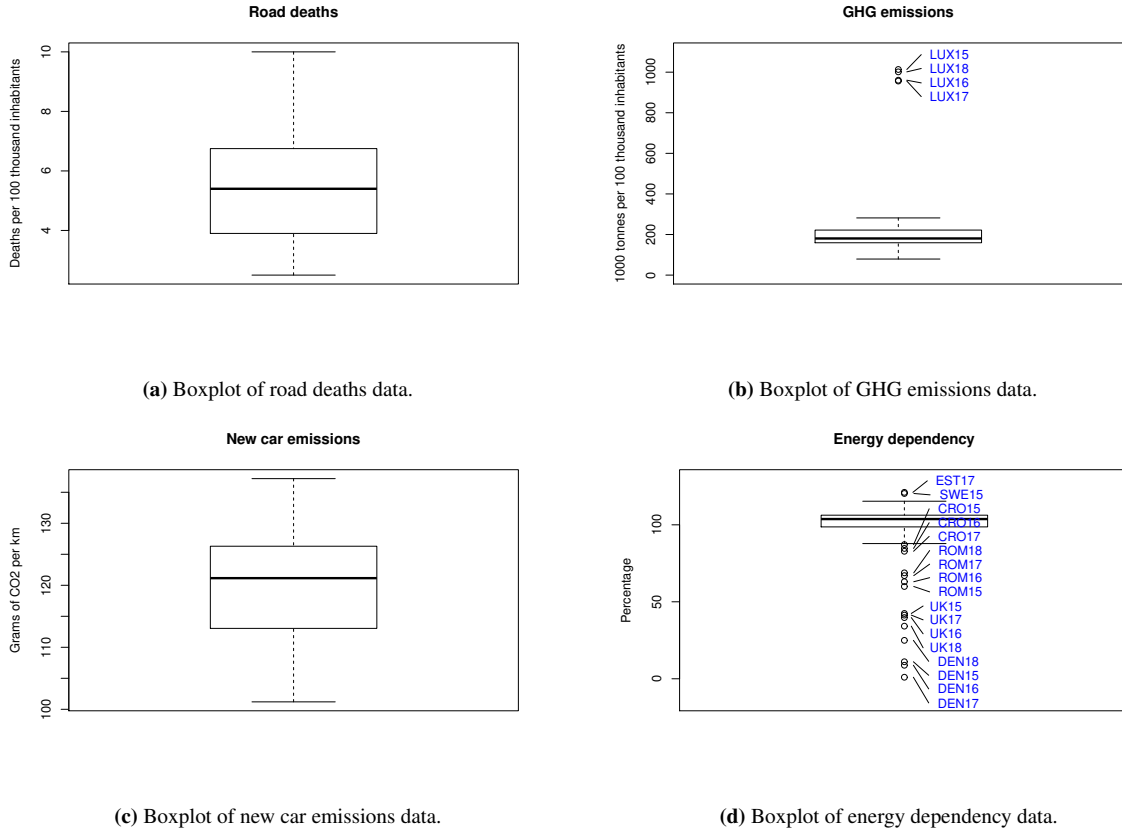 Road deaths
Deaths per 100 thousand inhabitants
10
8
6
4
(a) Boxplot of road deaths data.
GHG emissions
1000 tonnes per 100 thousand inhabitants
1000
800
600
400
200
0
LUX15
LUX18
LUX16
LUX17
(b) Boxplot of GHG emissions data.
New car emissions
Grams of CO2 per km
130
120
110
100
(c) Boxplot of new car emissions data.
Energy dependency
Percentage
100
50
0
EST17
SWE15
CRO15
CRO16
CRO17
ROM18
ROM17
ROM16
ROM15
UK15
UK17
UK16
UK18
DEN18
DEN15
DEN16
DEN17
(d) Boxplot of energy dependency data.